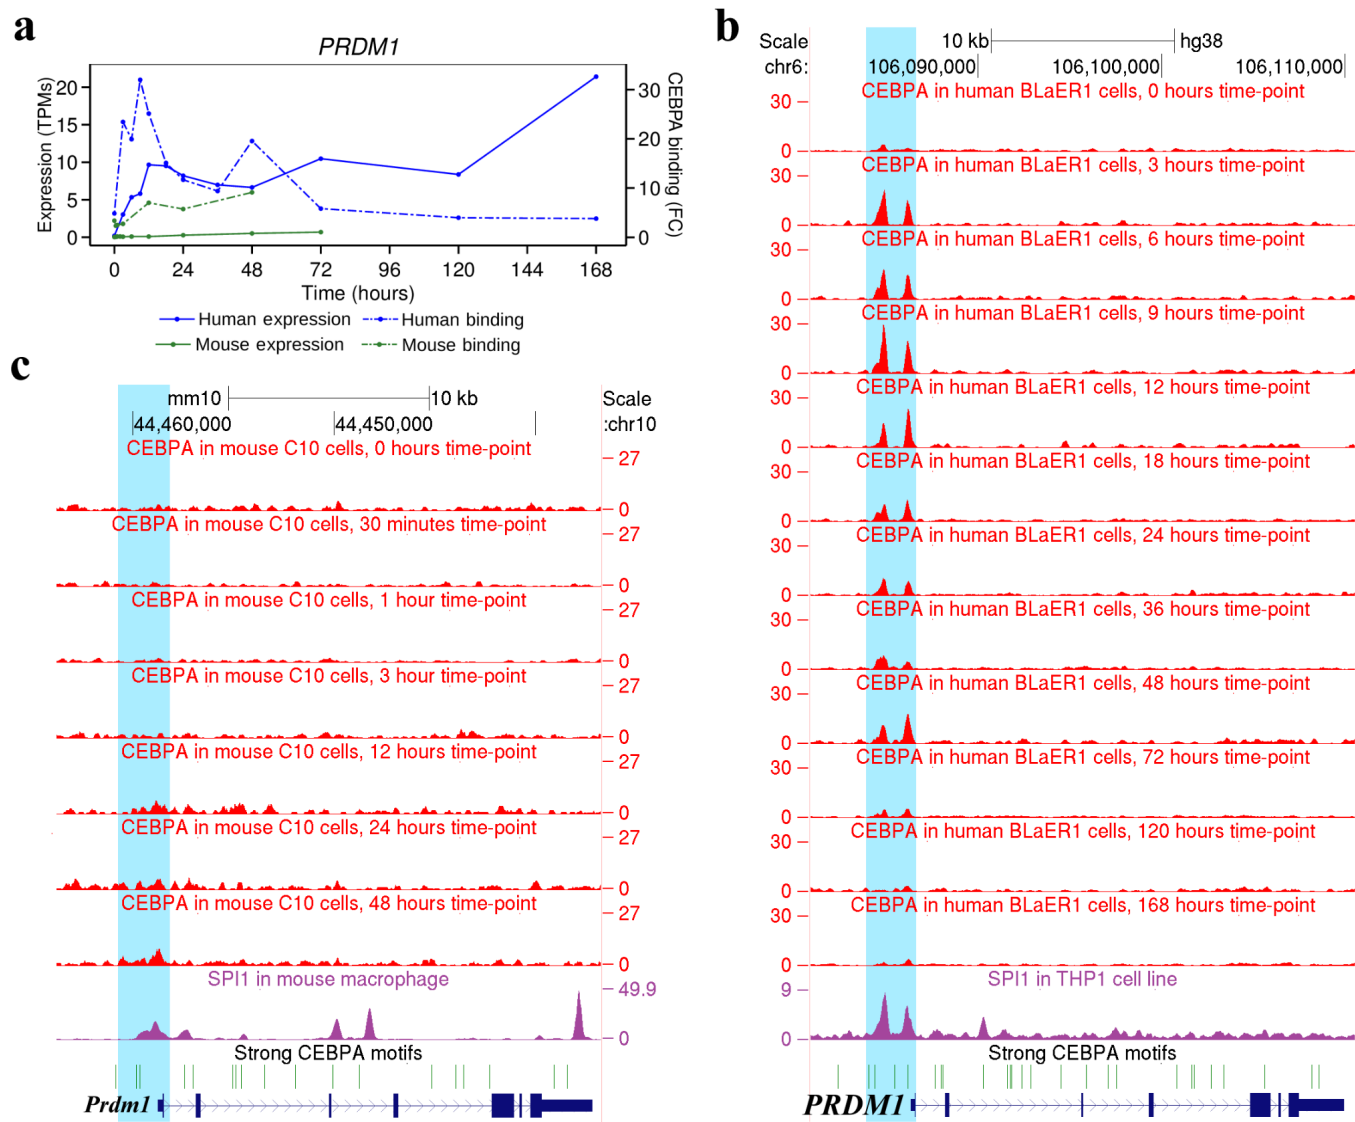 a
PRDM1
Expression (TPMs)
20
15
10
5
0
30
20
10
0
CEBPA binding (FC)
0 24 48 72 96 120 144 168
Time (hours)
Human expression Human binding
Mouse expression Mouse binding
b
Scale 10 kb hg38
chr6: 106,090,000 106,100,000 106,110,000
CEBPA in human BLaER1 cells, 0 hours time-point
30
0
CEBPA in human BLaER1 cells, 3 hours time-point
30
0
CEBPA in human BLaER1 cells, 6 hours time-point
30
0
CEBPA in human BLaER1 cells, 9 hours time-point
30
0
CEBPA in human BLaER1 cells, 12 hours time-point
30
0
CEBPA in human BLaER1 cells, 18 hours time-point
30
0
CEBPA in human BLaER1 cells, 24 hours time-point
30
0
CEBPA in human BLaER1 cells, 36 hours time-point
30
0
CEBPA in human BLaER1 cells, 48 hours time-point
30
0
CEBPA in human BLaER1 cells, 72 hours time-point
30
0
CEBPA in human BLaER1 cells, 120 hours time-point
30
0
CEBPA in human BLaER1 cells, 168 hours time-point
30
0
SPI1 in THP1 cell line
9
0
Strong CEBPA motifs
PRDM1
c
mm10 10 kb Scale
44,460,000 44,450,000 :chr10
CEBPA in mouse C10 cells, 0 hours time-point
27
0
CEBPA in mouse C10 cells, 30 minutes time-point
27
0
CEBPA in mouse C10 cells, 1 hour time-point
27
0
CEBPA in mouse C10 cells, 3 hour time-point
27
0
CEBPA in mouse C10 cells, 12 hours time-point
27
0
CEBPA in mouse C10 cells, 24 hours time-point
27
0
CEBPA in mouse C10 cells, 48 hours time-point
27
0
SPI1 in mouse macrophage
49.9
0
Strong CEBPA motifs
Prdm1